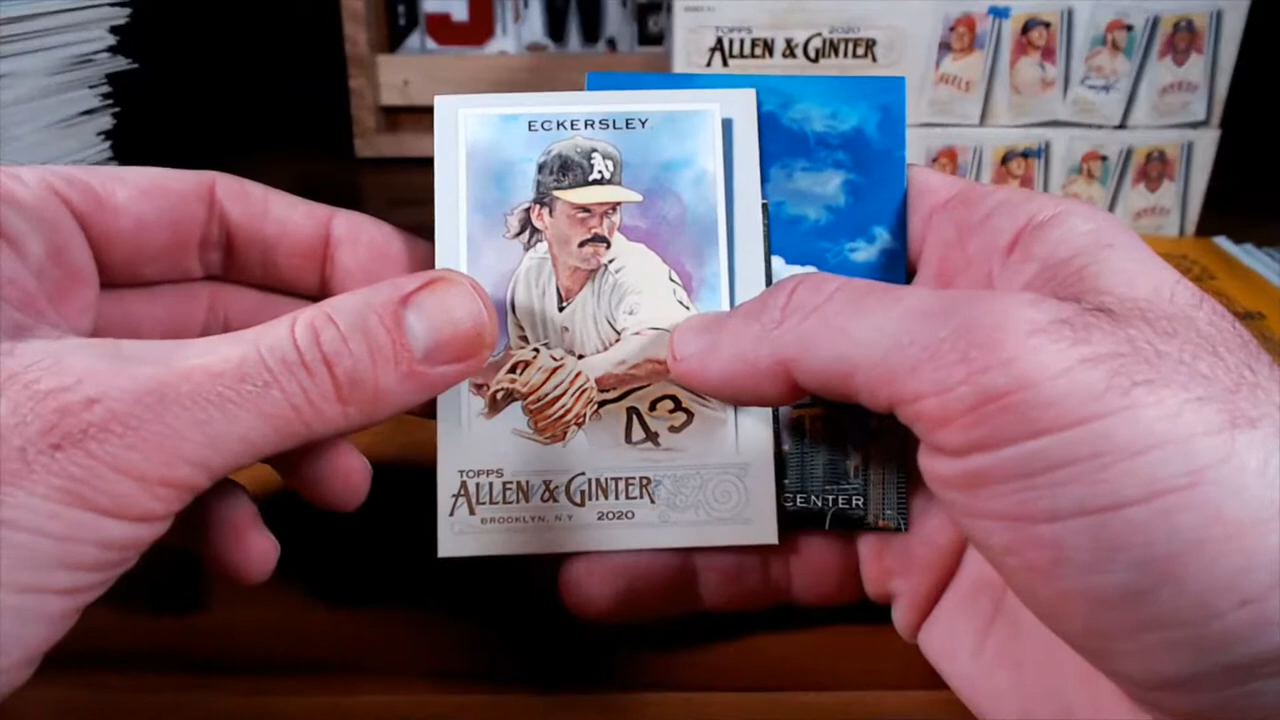 TOPPS 2020
ALLEN & GINTER
ECKERSLEY
A's
43
TOPPS
ALLEN & GINTER
BROOKLYN, N.Y 2020
CENTER